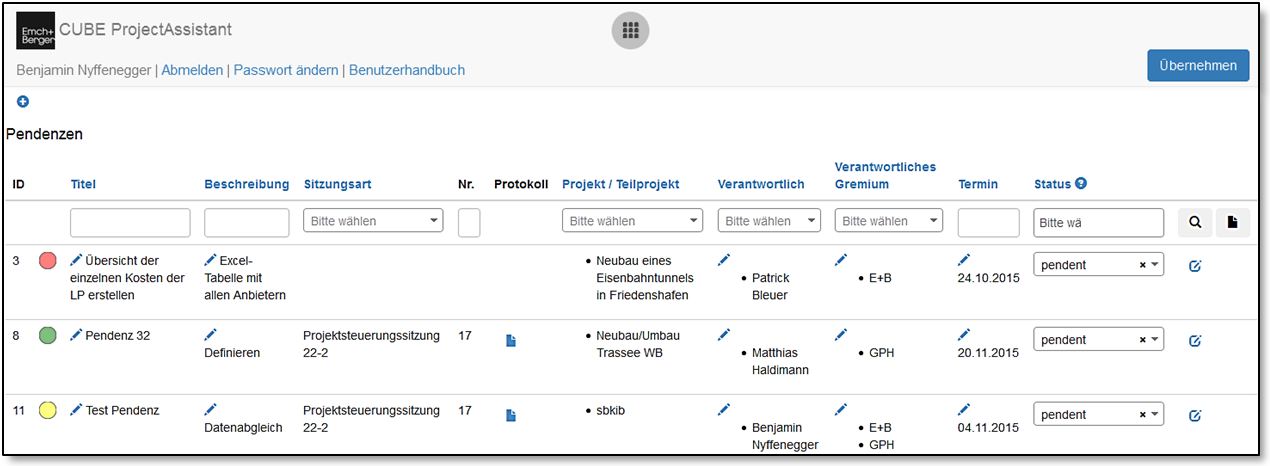 Emch+
Berger
CUBE ProjectAssistant
Benjamin Nyffenegger | Abmelden | Passwort ändern | Benutzerhandbuch
Übernehmen
Pendenzen
ID Titel Beschreibung Sitzungsart Nr. Protokoll Projekt / Teilprojekt Verantwortlich Verantwortliches Gremium Termin Status
Bitte wählen Bitte wählen Bitte wählen Bitte wählen Bitte wä
3 Übersicht der Excel- • Neubau eines pendent × 
einzelnen Kosten der Tabelle mit Eisenbahntunnels • Patrick • E+B 24.10.2015
LP erstellen allen Anbietern in Friedenshafen Bleuer
8 Pendenz 32 Projektsteuerungssitzung 17 • Neubau/Umbau pendent ×
Definieren 22-2 Trassee WB • Matthias • GPH 20.11.2015
Haldimann
11 Test Pendenz Projektsteuerungssitzung 17 • sbkib pendent ×
Datenabgleich 22-2 • Benjamin • E+B 04.11.2015
Nyffenegger • GPH